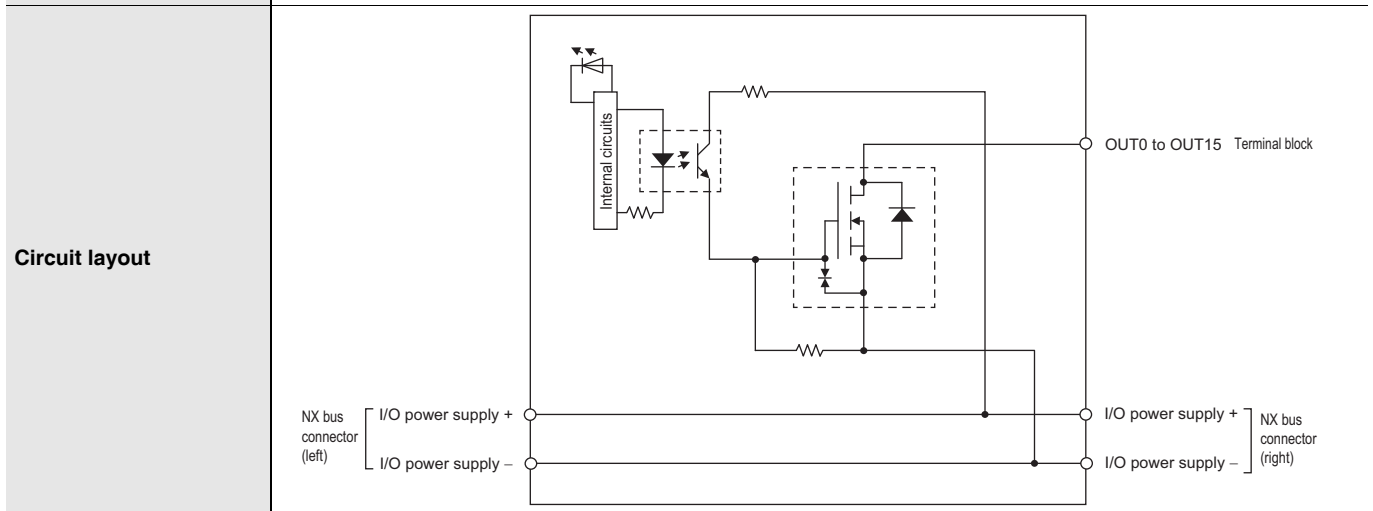 Circuit layout
Internal circuits
OUT0 to OUT15 Terminal block
NX bus
connector
(left)
I/O power supply +
I/O power supply –
I/O power supply +
I/O power supply –
NX bus
connector
(right)